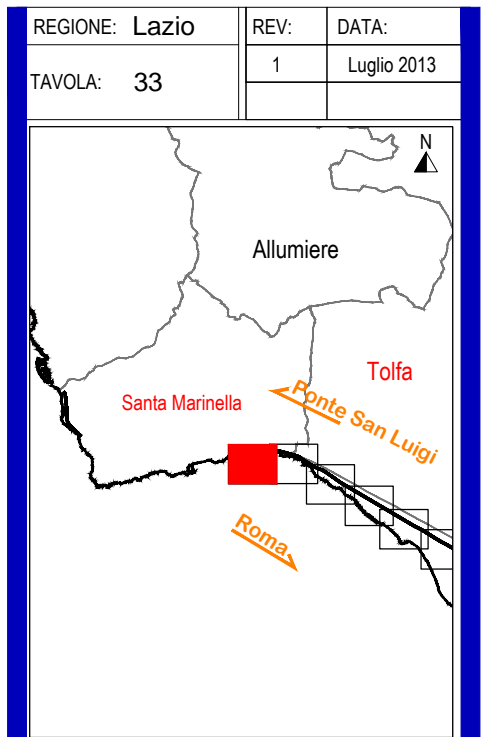 REGIONE: Lazio
REV: DATA:
TAVOLA: 33
1 Luglio 2013
N
Allumiere
Tolfa
Santa Marinella
Ponte San Luigi
Roma